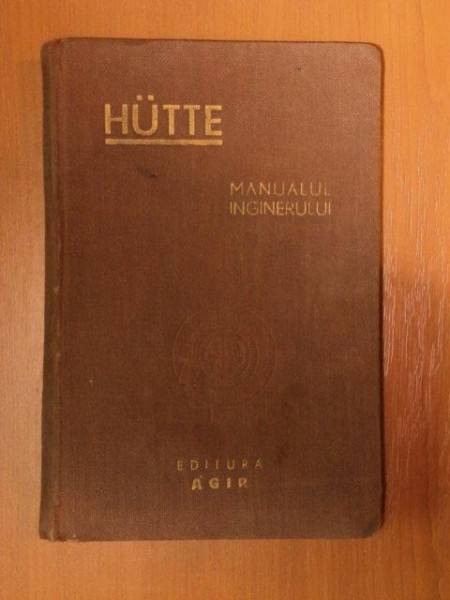 HÜTTE
MANUALUL
INGINERULUI
EDITURA
AGIR